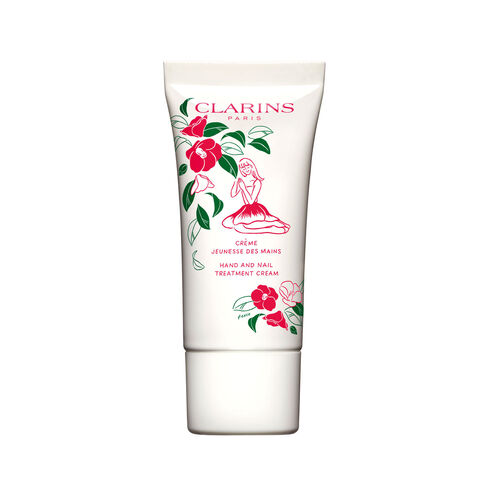 CLARINS
PARIS
CRÈME
JEUNESSE DES MAINS
HAND AND NAIL
TREATMENT CREAM